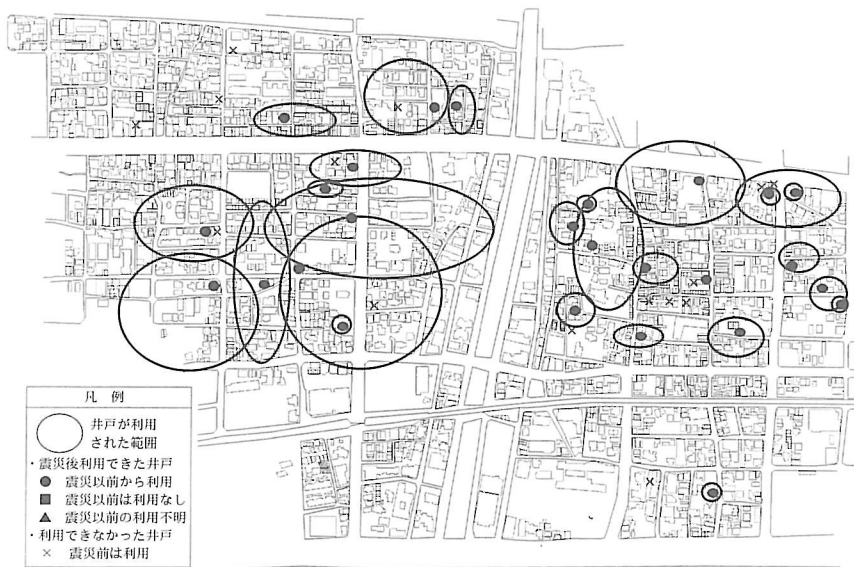 凡 例
井戸が利用
された範囲
・震災後利用できた井戸
● 震災以前から利用
■ 震災以前は利用なし
▲ 震災以前の利用不明
・利用できなかった井戸
× 震災前は利用